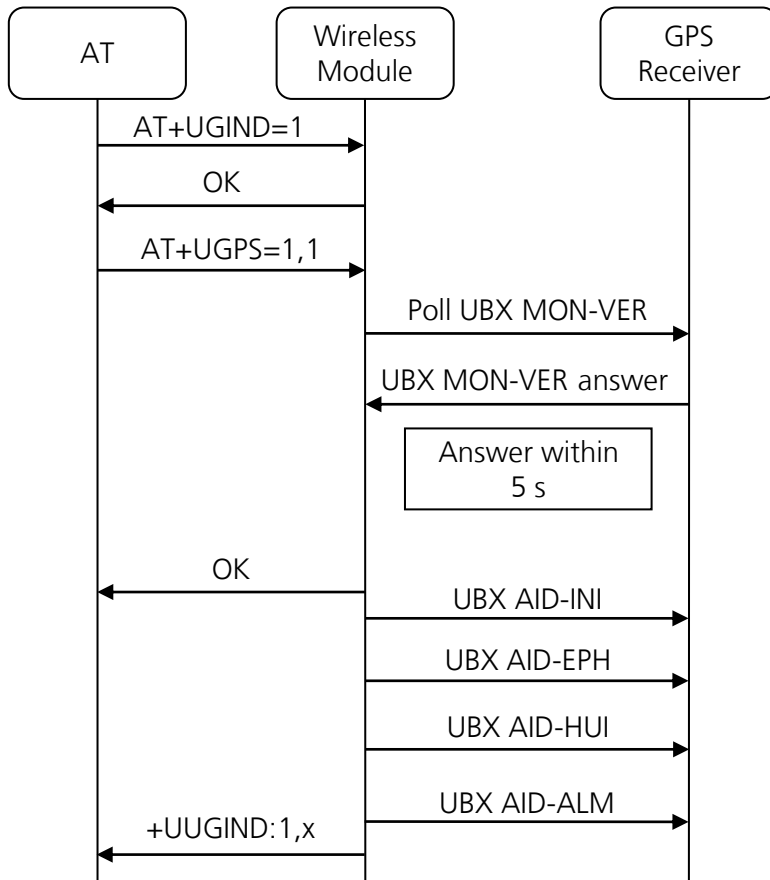 AT
Wireless
Module
GPS
Receiver
AT+UGIND=1
OK
AT+UGPS=1,1
Poll UBX MON-VER
UBX MON-VER answer
Answer within
5 s
OK
UBX AID-INI
UBX AID-EPH
UBX AID-HUI
UBX AID-ALM
+UUGIND:1,x